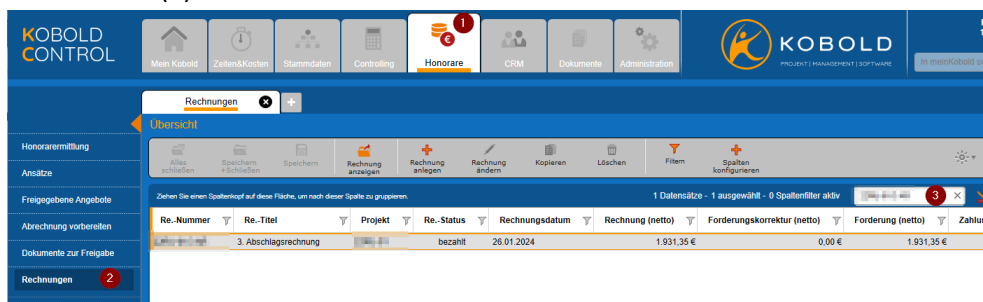 KOBOLD
CONTROL
Mein Kobold
Zeiten&Kosten
Stammdaten
Controlling
1
Honorare
CRM
Dokumente
Administration
KOBOLD
PROJEKT | MANAGEMENT | SOFTWARE
Rechnungen
Übersicht
Honorarermittlung
Ansätze
Freigegebene Angebote
Abrechnung vorbereiten
Dokumente zur Freigabe
Rechnungen 2
Alles schließen
Speichern +Schließen
Speichern
Rechnung anzeigen
Rechnung anlegen
Rechnung ändern
Kopieren
Löschen
Filtern
Spalten konfigurieren
Ziehen Sie einen Spaltenkopf auf diese Fläche, um nach dieser Spalte zu gruppieren.
1 Datensätze - 1 ausgewählt - 0 Spaltenfilter aktiv
3
Re.-Nummer Re.-Titel Projekt Re.-Status Rechnungsdatum Rechnung (netto) Forderungskorrektur (netto) Forderung (netto)
3. Abschlagsrechnung bezahlt 26.01.2024 1.931,35 € 0,00 € 1.931,35 €